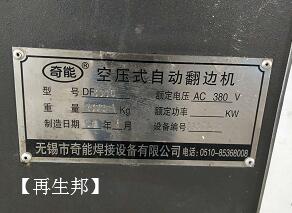 奇能 空压式自动翻边机
型 号 DF 额定电压 AC 380 V
重 量 Kg 额定功率 KW
制造日期 年 月 设备编号
无锡市奇能焊接设备有限公司 电话:0510-85368008
【再生邦】